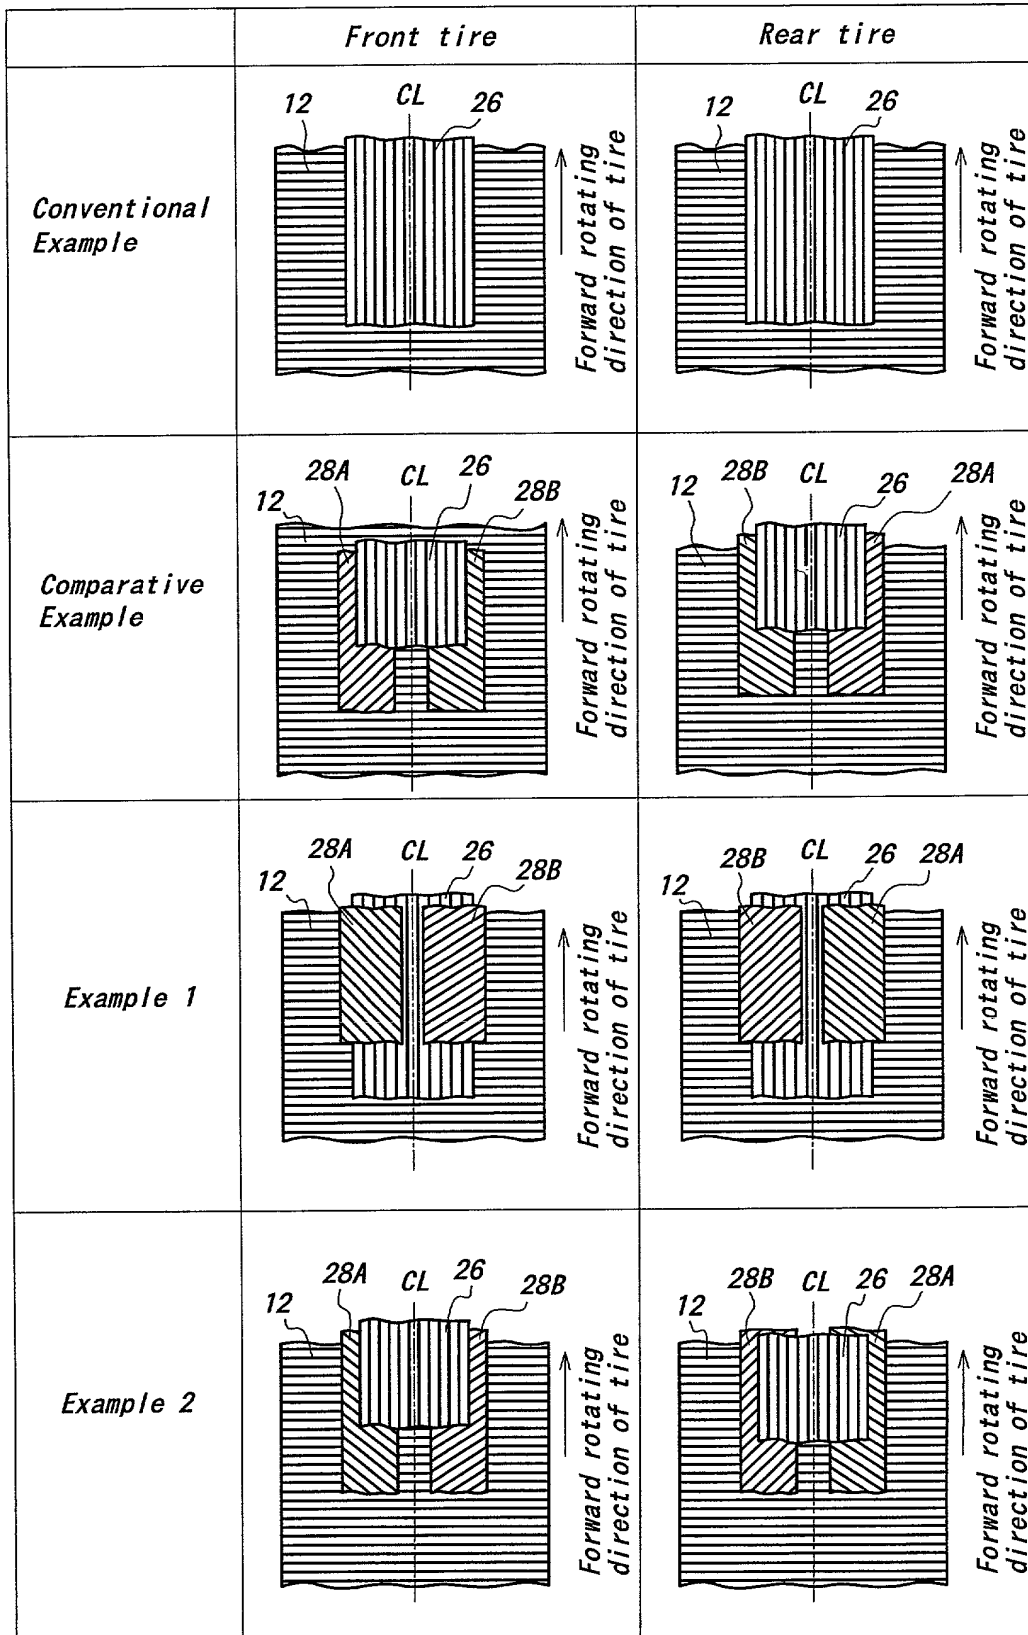 Front tire
Rear tire
Conventional
Example
12
CL
26
Forward rotating
direction of tire
12
CL
26
Forward rotating
direction of tire
Comparative
Example
12
28A
CL
26
28B
Forward rotating
direction of tire
12
28B
CL
26
28A
Forward rotating
direction of tire
Example 1
12
28A
CL
26
28B
Forward rotating
direction of tire
12
28B
CL
26
28A
Forward rotating
direction of tire
Example 2
12
28A
CL
26
28B
Forward rotating
direction of tire
12
28B
CL
26
28A
Forward rotating
direction of tire